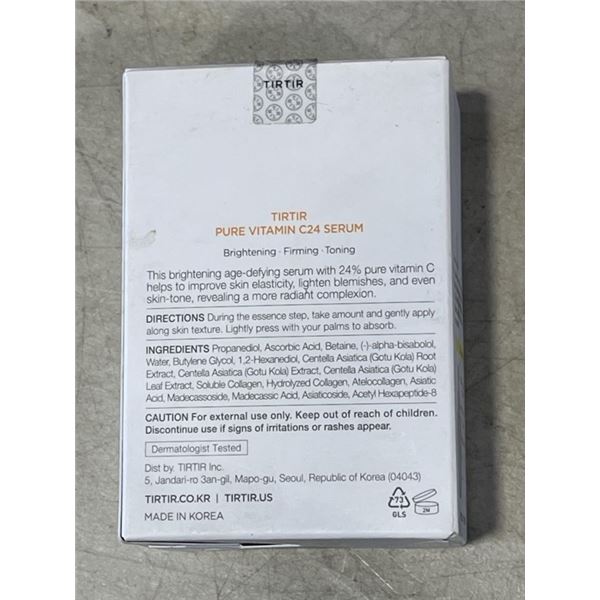 TIRTIR
TIRTIR
PURE VITAMIN C24 SERUM
Brightening · Firming · Toning
This brightening age-defying serum with 24% pure vitamin C
helps to improve skin elasticity, lighten blemishes, and even
skin-tone, revealing a more radiant complexion.
DIRECTIONS During the essence step, take amount and gently apply
along skin texture. Lightly press with your palms to absorb.
INGREDIENTS Propanediol, Ascorbic Acid, Betaine, (-)-alpha-bisabolol,
Water, Butylene Glycol, 1,2-Hexanediol, Centella Asiatica (Gotu Kola) Root
Extract, Centella Asiatica (Gotu Kola) Extract, Centella Asiatica (Gotu Kola)
Leaf Extract, Soluble Collagen, Hydrolyzed Collagen, Atelocollagen, Asiatic
Acid, Madecassoside, Madecassic Acid, Asiaticoside, Acetyl Hexapeptide-8
CAUTION For external use only. Keep out of reach of children.
Discontinue use if signs of irritations or rashes appear.
Dermatologist Tested
Dist by. TIRTIR Inc.
5, Jandari-ro 3an-gil, Mapo-gu, Seoul, Republic of Korea (04043)
TIRTIR.CO.KR | TIRTIR.US
MADE IN KOREA
73
GLS
2M